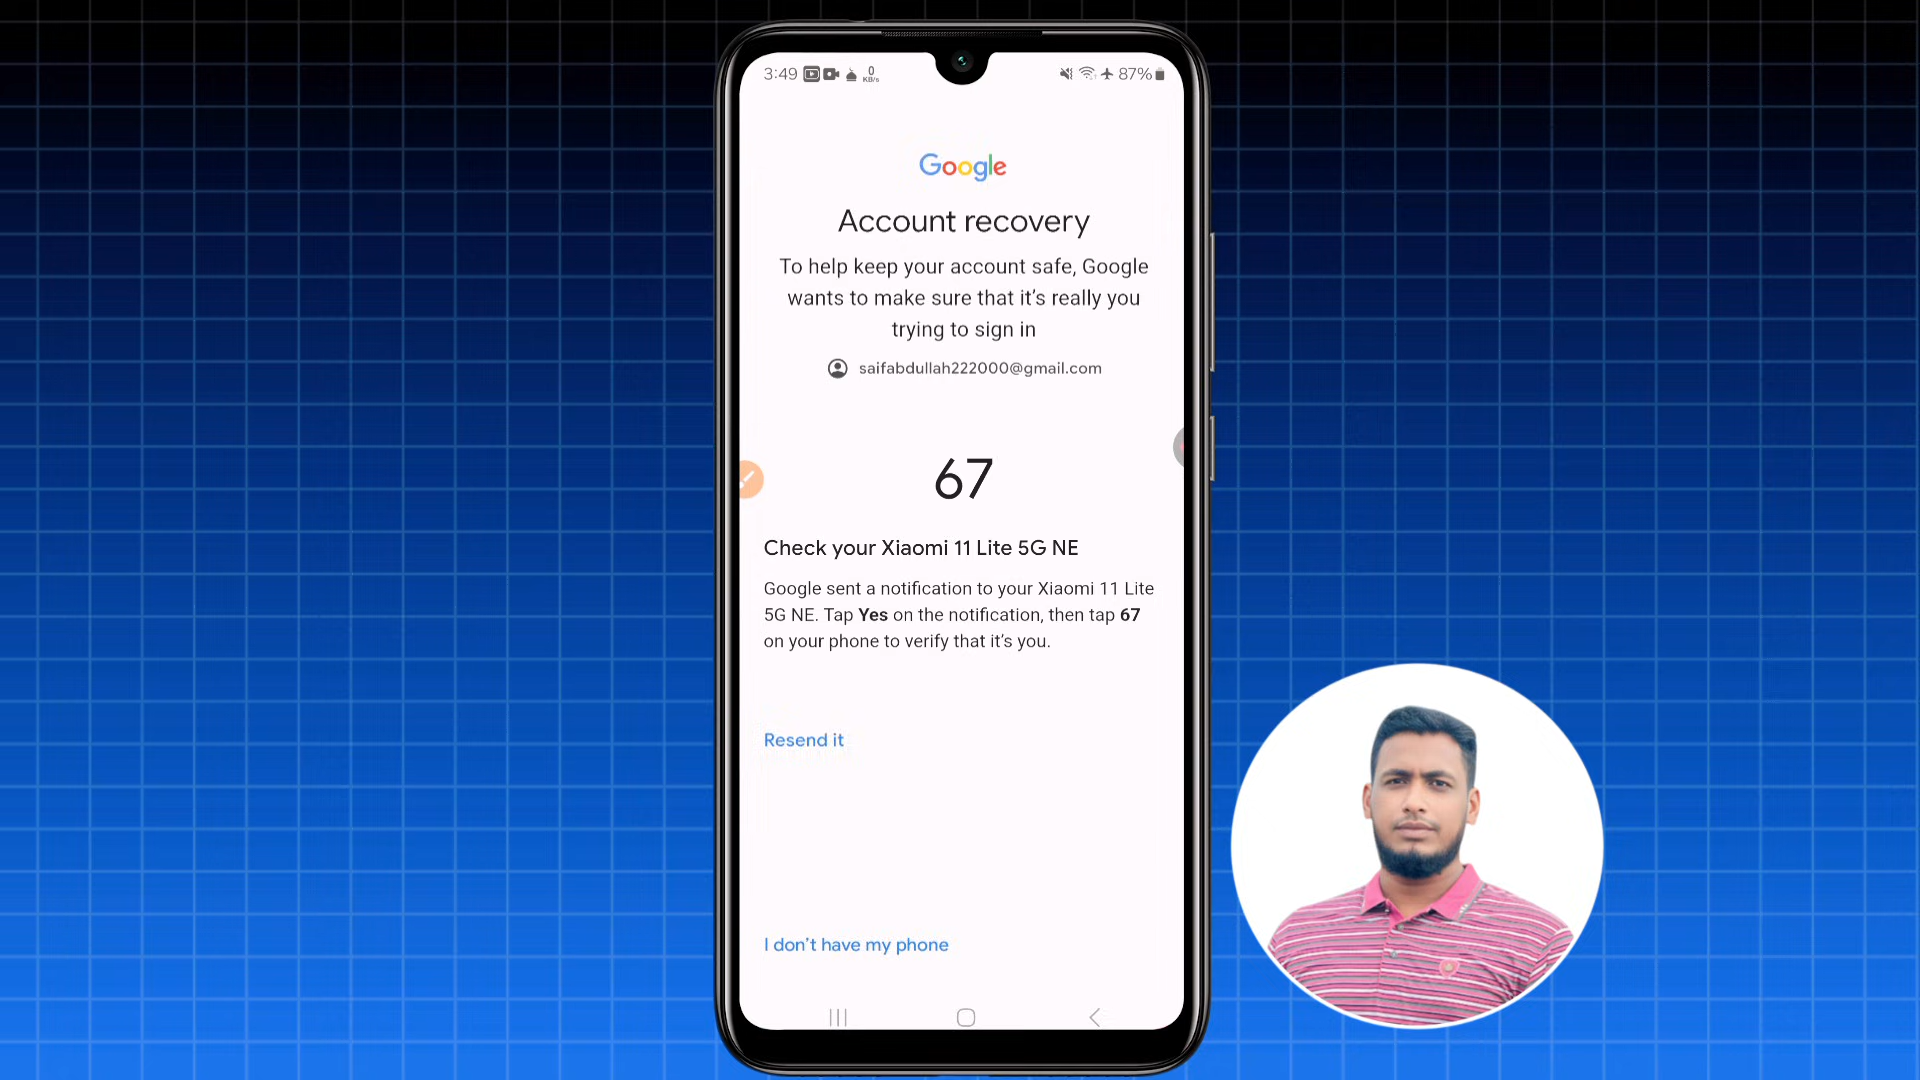 3:49 0 KB/s 87%
Google
Account recovery
To help keep your account safe, Google
wants to make sure that it’s really you
trying to sign in
saifabdullah222000@gmail.com
67
Check your Xiaomi 11 Lite 5G NE
Google sent a notification to your Xiaomi 11 Lite
5G NE. Tap Yes on the notification, then tap 67
on your phone to verify that it’s you.
Resend it
I don’t have my phone